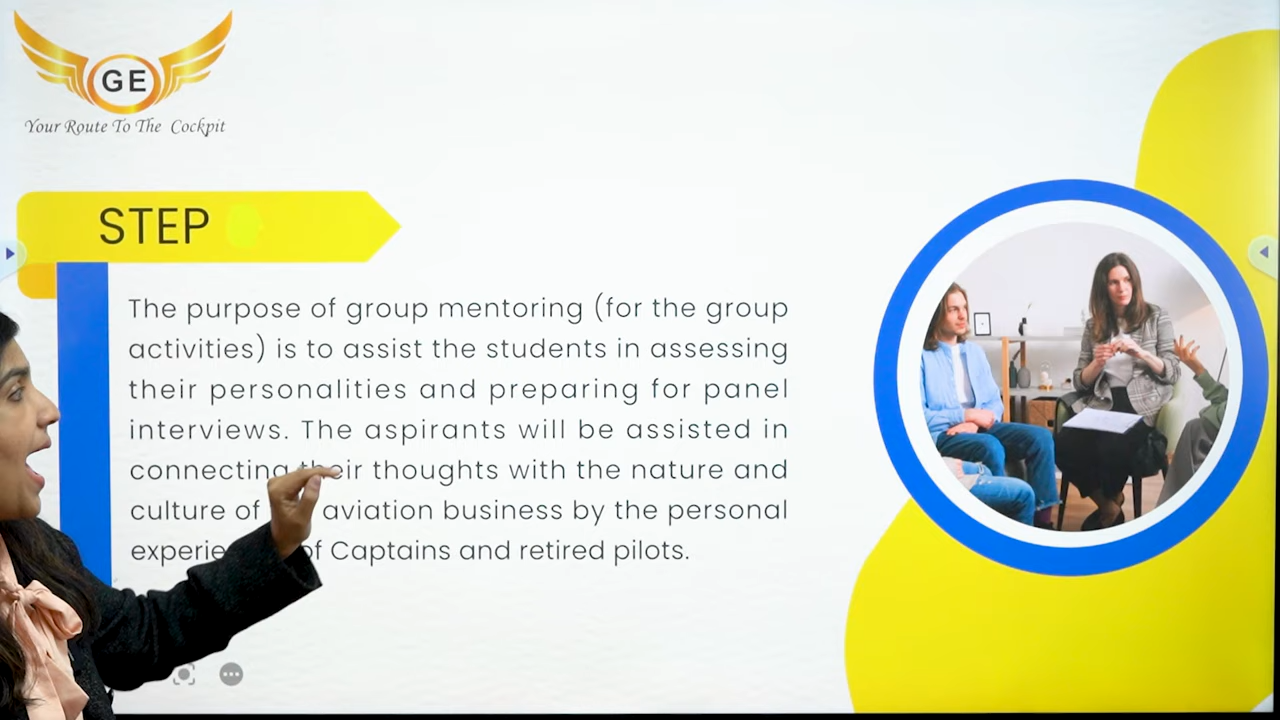 GE
Your Route To The Cockpit
STEP
The purpose of group mentoring (for the group
activities) is to assist the students in assessing
their personalities and preparing for panel
interviews. The aspirants will be assisted in
connecting their thoughts with the nature and
culture of aviation business by the personal
of Captains and retired pilots.